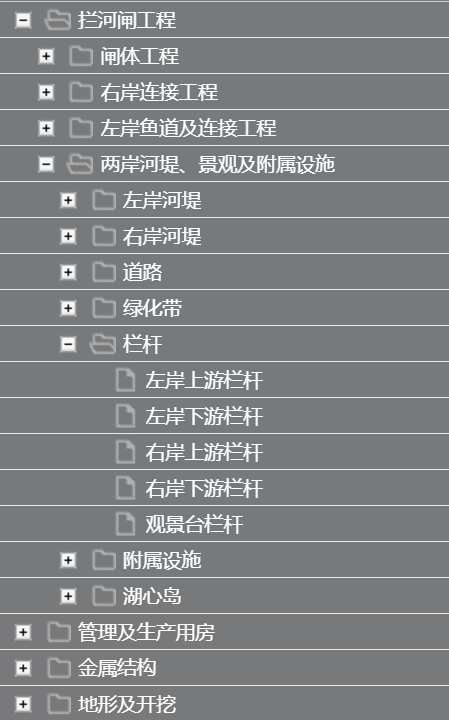 拦河闸工程
闸体工程
右岸连接工程
左岸鱼道及连接工程
两岸河堤、景观及附属设施
左岸河堤
右岸河堤
道路
绿化带
栏杆
左岸上游栏杆
左岸下游栏杆
右岸上游栏杆
右岸下游栏杆
观景台栏杆
附属设施
湖心岛
管理及生产用房
金属结构
地形及开挖